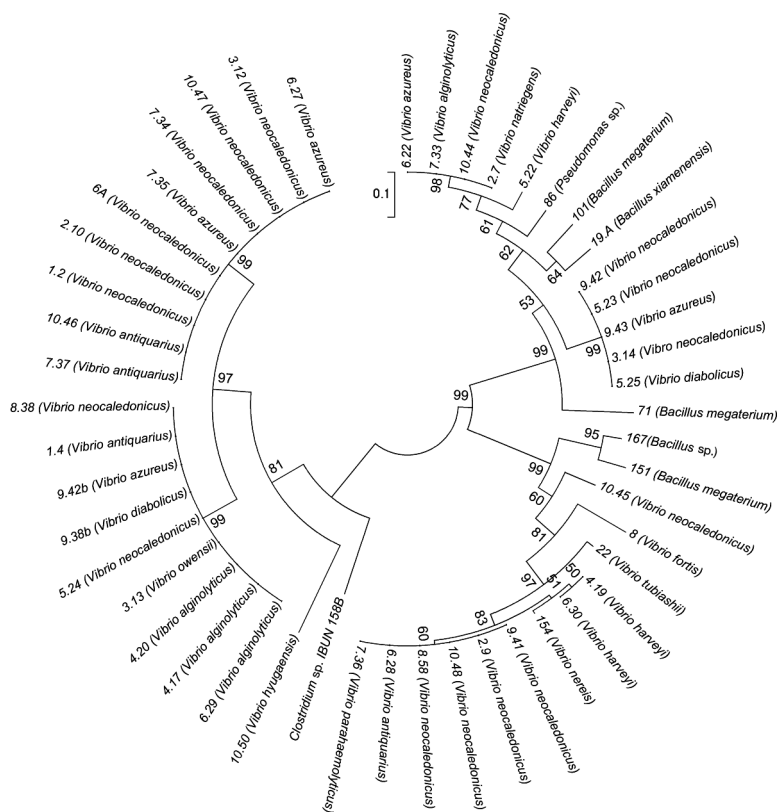 6.22 (Vibrio azureus)
7.33 (Vibrio alginolyticus)
10.44 (Vibrio neocaledonicus)
2.7 (Vibrio natriegens)
5.22 (Vibrio harveyi)
86 (Pseudomonas sp.)
101(Bacillus megaterium)
19.A (Bacillus xiamenensis)
9.42 (Vibrio neocaledonicus)
5.23 (Vibrio neocaledonicus)
9.43 (Vibrio azureus)
3.14 (Vibro neocaledonicus)
5.25 (Vibrio diabolicus)
71 (Bacillus megaterium)
167(Bacillus sp.)
151 (Bacillus megaterium)
10.45 (Vibrio neocaledonicus)
8 (Vibrio fortis)
22 (Vibrio tubiashii)
4.19 (Vibrio harveyi)
6.30 (Vibrio harveyi)
154 (Vibrio nereis)
9.41 (Vibrio neocaledonicus)
2.9 (Vibrio neocaledonicus)
10.48 (Vibrio neocaledonicus)
8.58 (Vibrio neocaledonicus)
6.28 (Vibrio antiquarius)
7.36 (Vibrio parahaemolyticus)
Clostridium sp. IBUN 158B
10.50 (Vibrio hyugaensis)
6.29 (Vibrio alginolyticus)
4.17 (Vibrio alginolyticus)
4.20 (Vibrio alginolyticus)
3.13 (Vibrio owensii)
5.24 (Vibrio neocaledonicus)
9.38b (Vibrio diabolicus)
9.42b (Vibrio azureus)
1.4 (Vibrio antiquarius)
8.38 (Vibrio neocaledonicus)
7.37 (Vibrio antiquarius)
10.46 (Vibrio antiquarius)
1.2 (Vibrio neocaledonicus)
2.10 (Vibrio neocaledonicus)
6A (Vibrio neocaledonicus)
7.35 (Vibrio azureus)
7.34 (Vibrio neocaledonicus)
10.47 (Vibrio neocaledonicus)
3.12 (Vibrio neocaledonicus)
6.27 (Vibrio azureus)
0.1
98
77
61
64
62
53
99
99
99
95
99
60
81
97
50
51
83
60
99
97
81
99